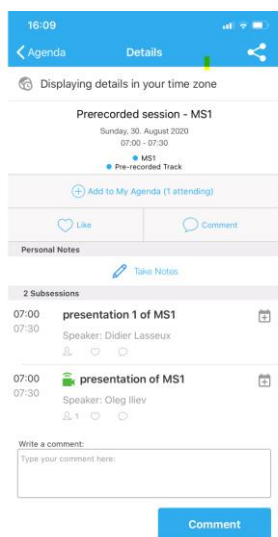 16:09
Agenda Details
Displaying details in your time zone
Prerecorded session - MS1
Sunday, 30. August 2020
07:00 - 07:30
MS1
Pre-recorded Track
Add to My Agenda (1 attending)
Like Comment
Personal Notes
Take Notes
2 Subsessions
07:00 presentation 1 of MS1
07:30 Speaker: Didier Lasseux
07:00 presentation of MS1
07:30 Speaker: Oleg Iliev
1
Write a comment:
Type your comment here:
Comment